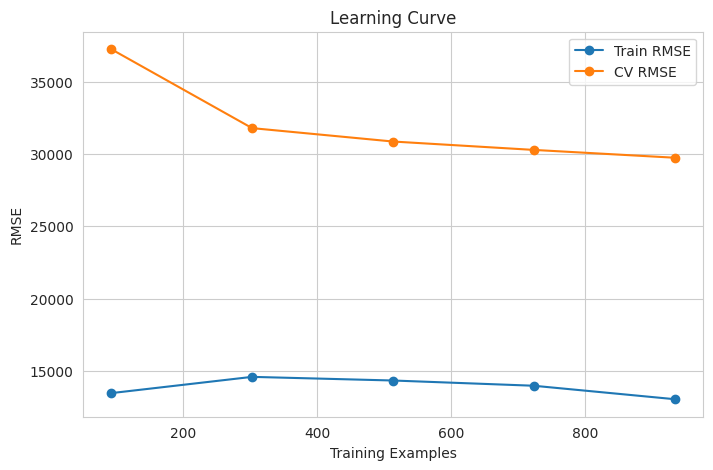 Learning Curve
Train RMSE
CV RMSE
35000
30000
25000
20000
15000
RMSE
200
400
600
800
Training Examples